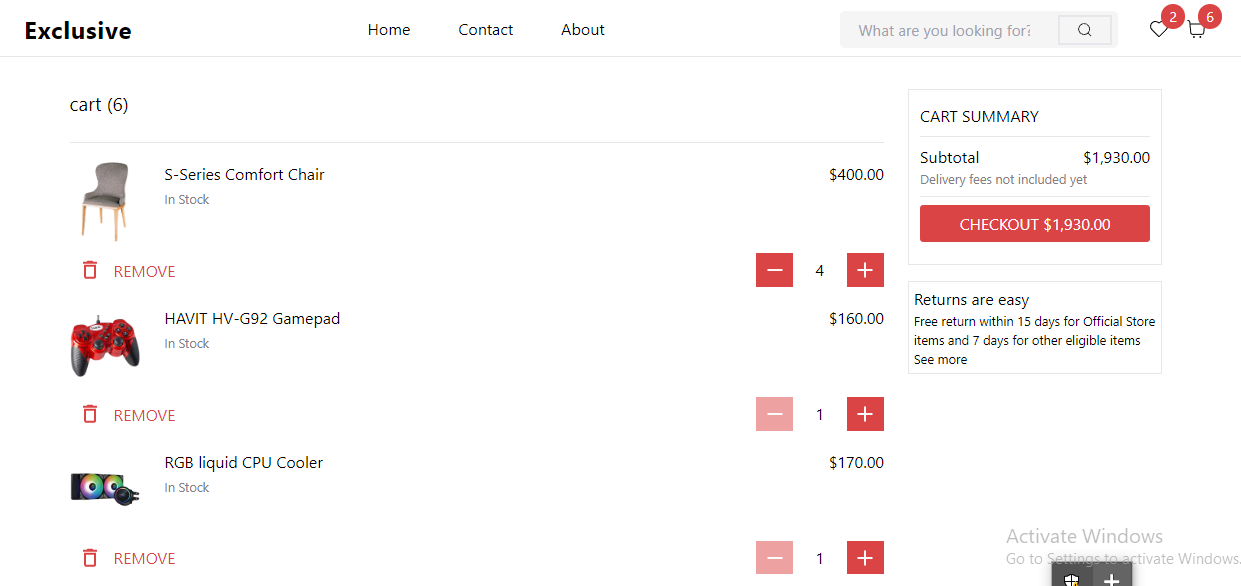 Exclusive
Home
Contact
About
What are you looking for?
2
6
cart (6)
S-Series Comfort Chair
$400.00
In Stock
REMOVE
4
HAVIT HV-G92 Gamepad
$160.00
In Stock
REMOVE
1
RGB liquid CPU Cooler
$170.00
In Stock
REMOVE
1
CART SUMMARY
Subtotal
$1,930.00
Delivery fees not included yet
CHECKOUT $1,930.00
Returns are easy
Free return within 15 days for Official Store
items and 7 days for other eligible items
See more
Activate Windows
Go to Settings to activate Windows.